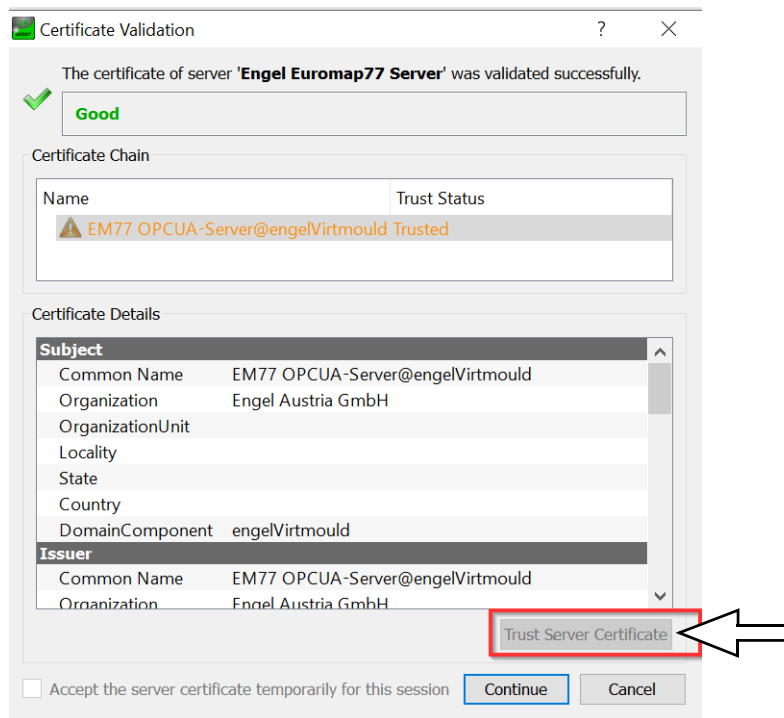 Certificate Validation ?
The certificate of server 'Engel Euromap77 Server' was validated successfully.
Good
Certificate Chain
Name Trust Status
EM77 OPCUA-Server@engelVirtmould Trusted
Certificate Details
Subject
Common Name EM77 OPCUA-Server@engelVirtmould
Organization Engel Austria GmbH
OrganizationUnit
Locality
State
Country
DomainComponent engelVirtmould
Issuer
Common Name EM77 OPCUA-Server@engelVirtmould
Organization Engel Austria GmbH
Trust Server Certificate
Accept the server certificate temporarily for this session Continue Cancel